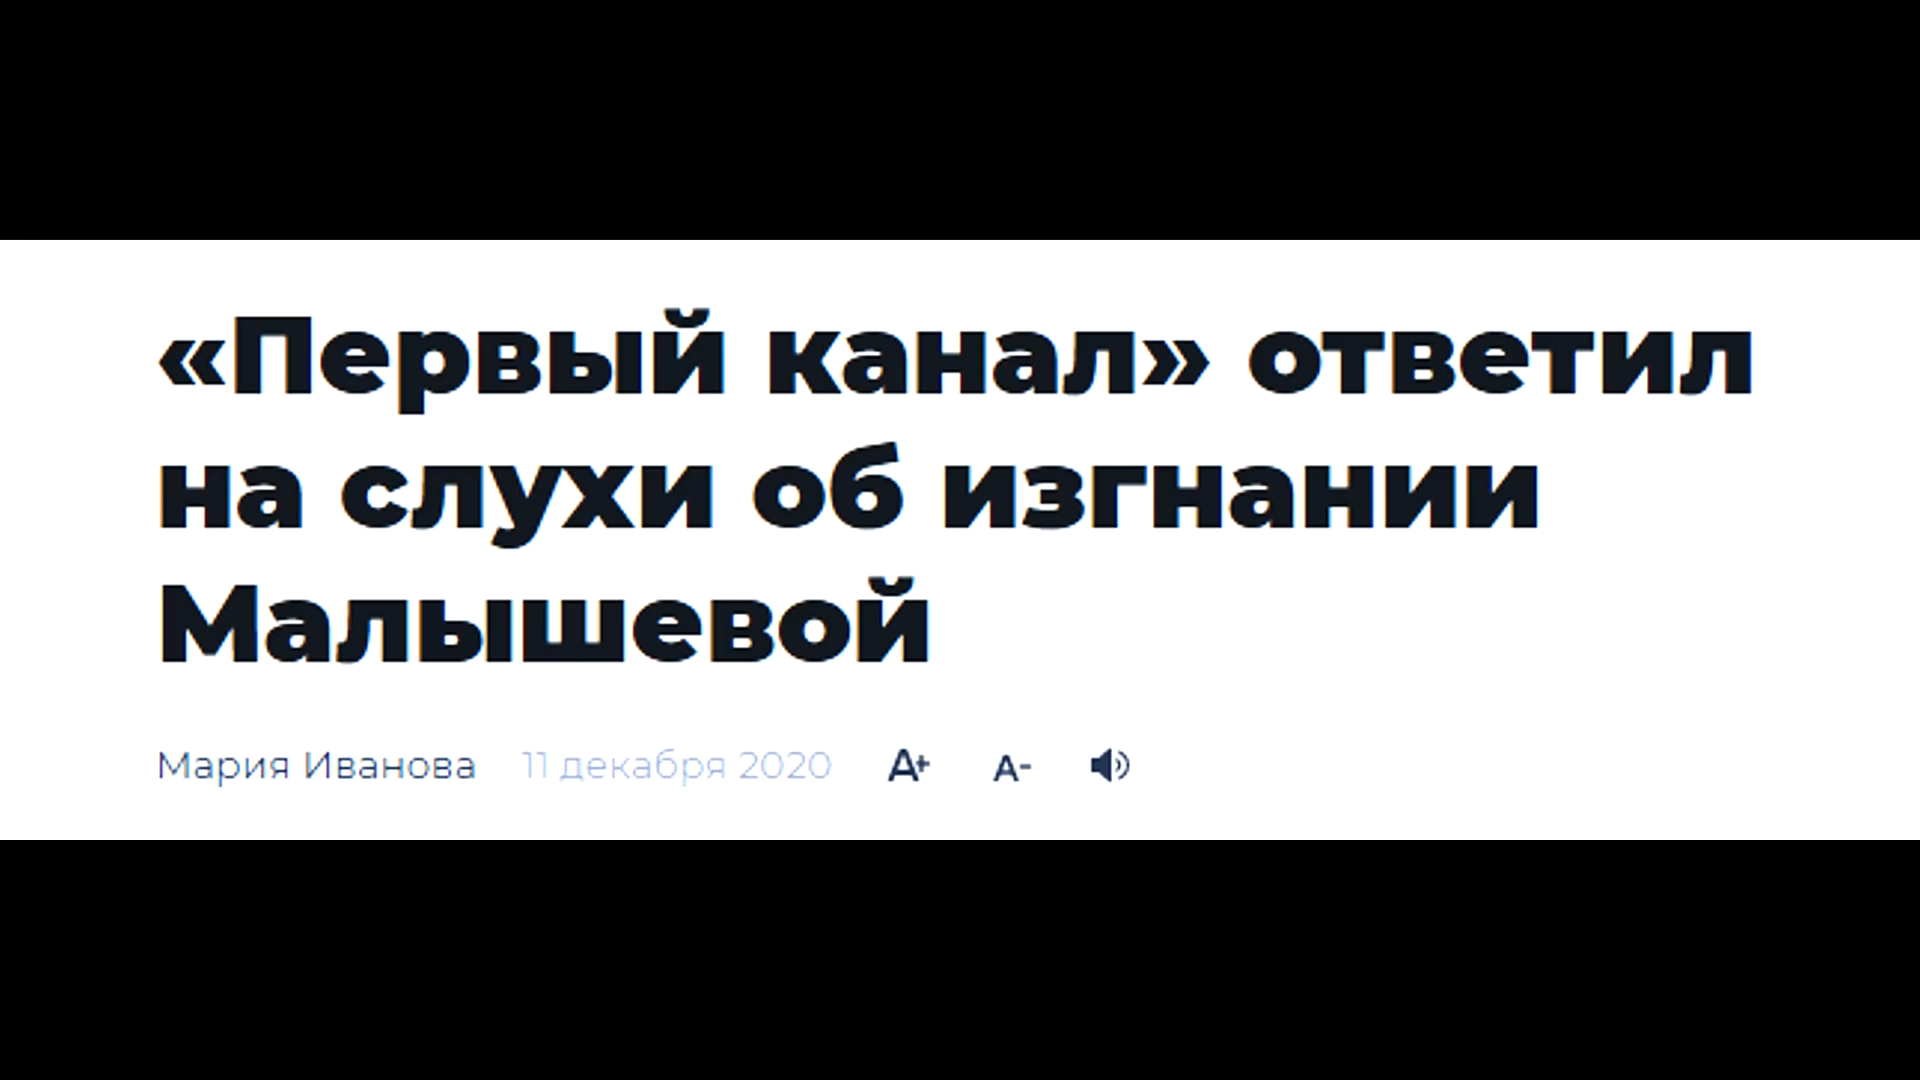 «Первый канал» ответил
на слухи об изгнании
Малышевой
Мария Иванова 11 декабря 2020 A+ A-